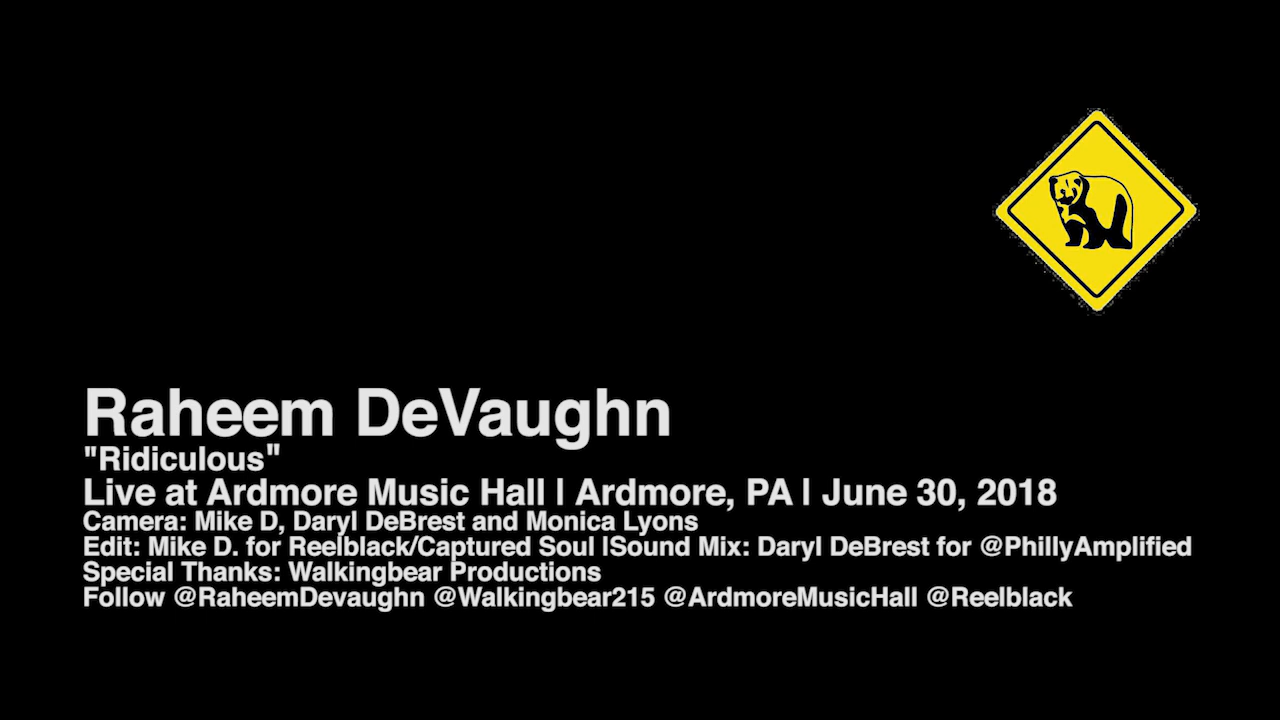 Raheem DeVaughn
"Ridiculous"
Live at Ardmore Music Hall | Ardmore, PA | June 30, 2018
Camera: Mike D, Daryl DeBrest and Monica Lyons
Edit: Mike D. for Reelblack/Captured Soul |Sound Mix: Daryl DeBrest for @PhillyAmplified
Special Thanks: Walkingbear Productions
Follow @RaheemDevaughn @Walkingbear215 @ArdmoreMusicHall @Reelblack